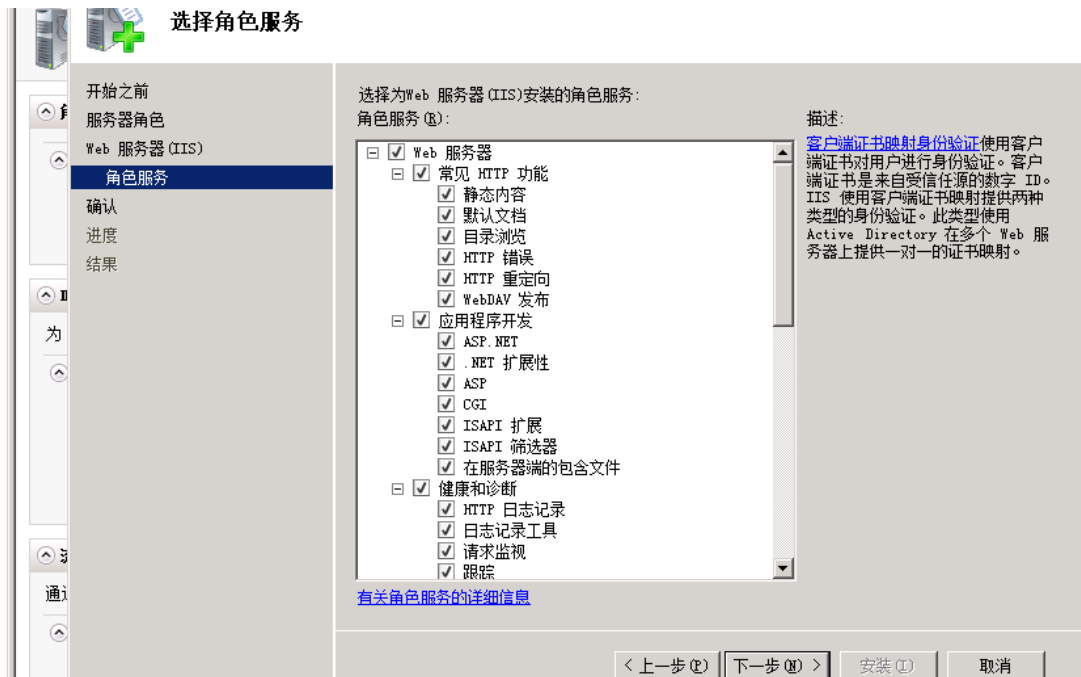 选择角色服务
开始之前
服务器角色
Web 服务器(IIS)
角色服务
确认
进度
结果
为
选择为Web 服务器(IIS)安装的角色服务:
角色服务(R):
Web 服务器
常见 HTTP 功能
静态内容
默认文档
目录浏览
HTTP 错误
HTTP 重定向
WebDAV 发布
应用程序开发
ASP.NET
.NET 扩展性
ASP
CGI
ISAPI 扩展
ISAPI 筛选器
在服务器端的包含文件
健康和诊断
HTTP 日志记录
日志记录工具
请求监视
跟踪
有关角色服务的详细信息
描述:
客户端证书映射身份验证使用客户
端证书对用户进行身份验证。客户
端证书是来自受信任源的数字 ID。
IIS 使用客户端证书映射提供两种
类型的身份验证。此类型使用
Active Directory 在多个 Web 服
务器上提供一对一的证书映射。
< 上一步(P)
下一步(N) >
安装(I)
取消